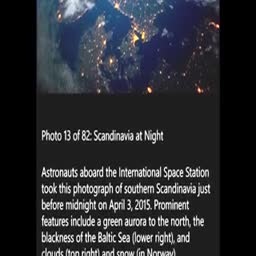 Photo 13 of 82: Scandinavia at Night
Astronauts aboard the International Space Station
took this photograph of southern Scandinavia just
before midnight on April 3, 2015. Prominent
features include a green aurora to the north, the
blackness of the Baltic Sea (lower right), and
clouds (top right) and snow (in Norway)